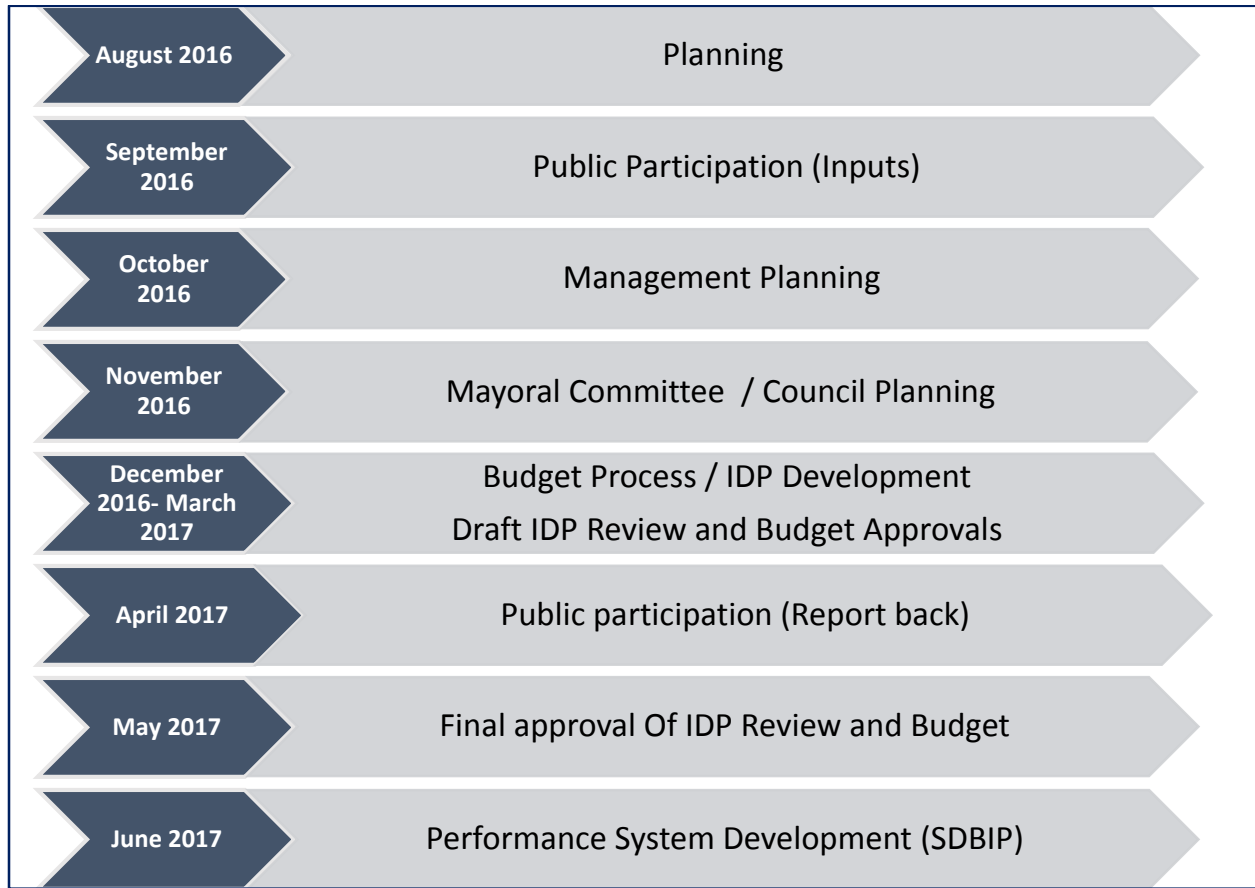 August 2016
Planning
September
2016
Public Participation (Inputs)
October
2016
Management Planning
November
2016
Mayoral Committee  / Council Planning
December
2016- March
2017
Budget Process / IDP Development
Draft IDP Review and Budget Approvals
April 2017
Public participation (Report back)
May 2017
Final approval Of IDP Review and Budget
June 2017
Performance System Development (SDBIP)